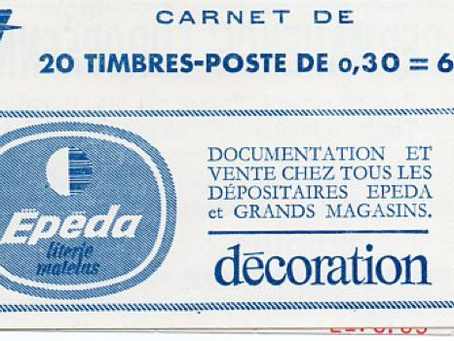 CARNET DE
20 TIMBRES-POSTE DE 0,30 = 6
Epeda
literie
matelas
DOCUMENTATION ET
VENTE CHEZ TOUS LES
DÉPOSITAIRES EPEDA
et GRANDS MAGASINS.
décoration